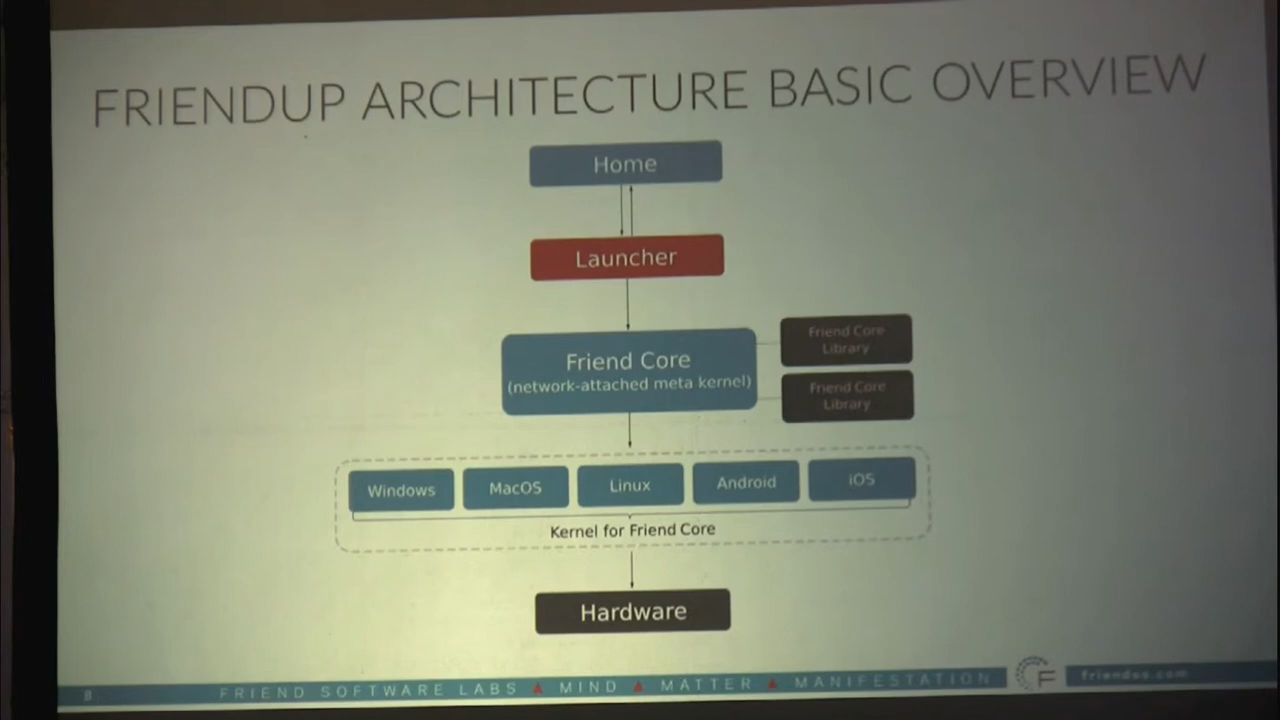 FRIENDUP ARCHITECTURE BASIC OVERVIEW
Home
Launcher
Friend Core
(network-attached meta kernel)
Friend Core
Library
Friend Core
Library
Windows
MacOS
Linux
Android
iOS
Kernel for Friend Core
Hardware
8
FRIEND SOFTWARE LABS ▲ MIND ▲ MATTER ▲ MANIFESTATION
F
friendos.com